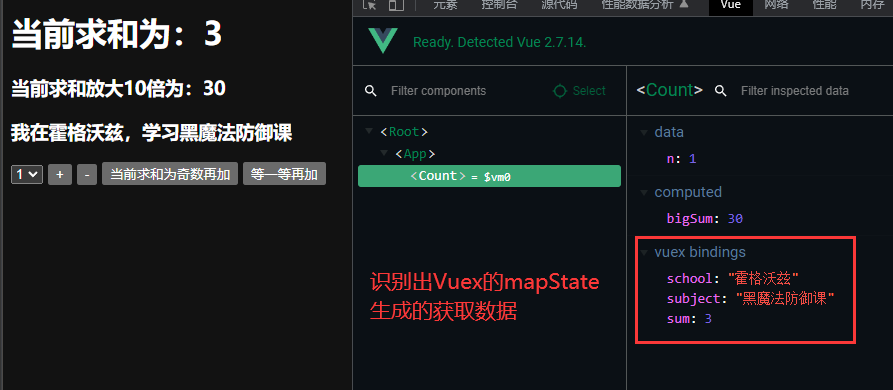 元素 控制台 源代码 性能数据分析 Vue 网络 性能 内存
当前求和为：3
当前求和放大10倍为：30
我在霍格沃兹，学习黑魔法防御课
1 + - 当前求和为奇数再加 等一等再加
Ready. Detected Vue 2.7.14.
Filter components
Select
<Root>
<App>
<Count> = $vm0
识别出Vuex的mapState
生成的获取数据
<Count>
Filter inspected data
data
n: 1
computed
bigSum: 30
vuex bindings
school: "霍格沃兹"
subject: "黑魔法防御课"
sum: 3